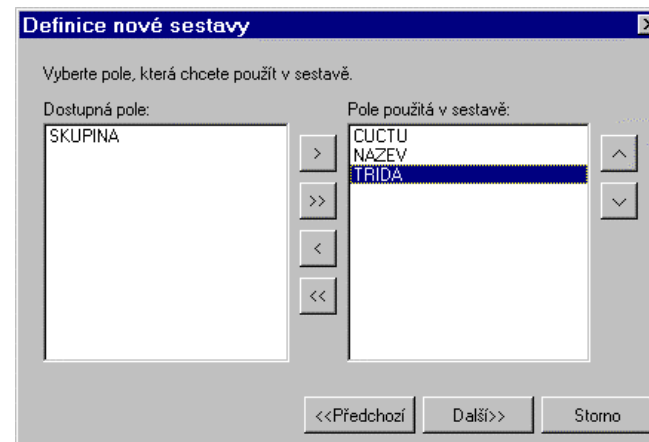 Definice nové sestavy
Vyberte pole, která chcete použít v sestavě.
Dostupná pole:
Pole použitá v sestavě:
SKUPINA
CUCTU
NAZEV
TRIDA
>
>>
<
<<
<<Předchozí
Další>>
Storno